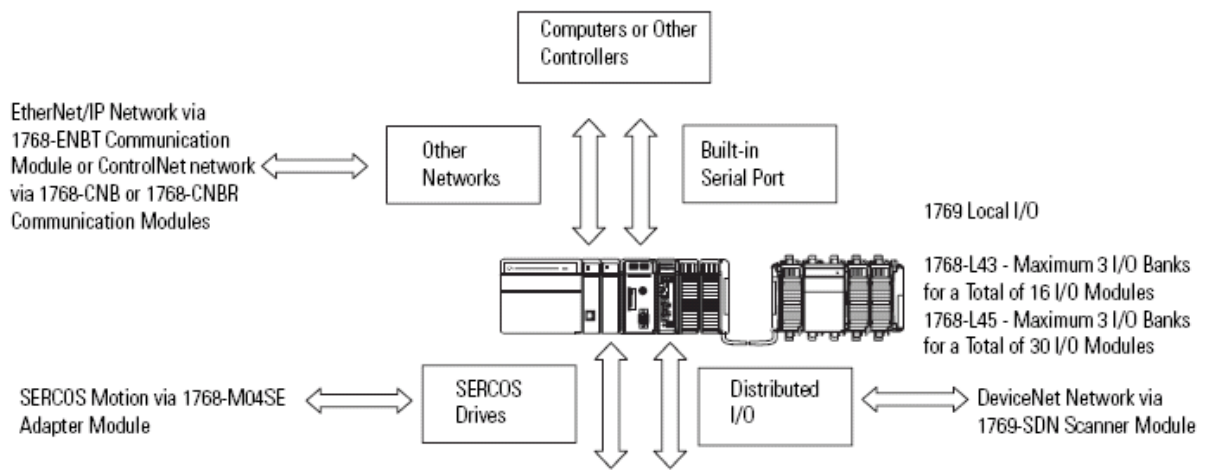 Computers or Other
Controllers
EtherNet/IP Network via
1768-ENBT Communication
Module or ControlNet network
via 1768-CNB or 1768-CNBR
Communication Modules
Other
Networks
Built-in
Serial Port
1769 Local I/O
1768-L43 - Maximum 3 I/O Banks
for a Total of 16 I/O Modules
1768-L45 - Maximum 3 I/O Banks
for a Total of 30 I/O Modules
SERCOS Motion via 1768-M04SE
Adapter Module
SERCOS
Drives
Distributed
I/O
DeviceNet Network via
1769-SDN Scanner Module